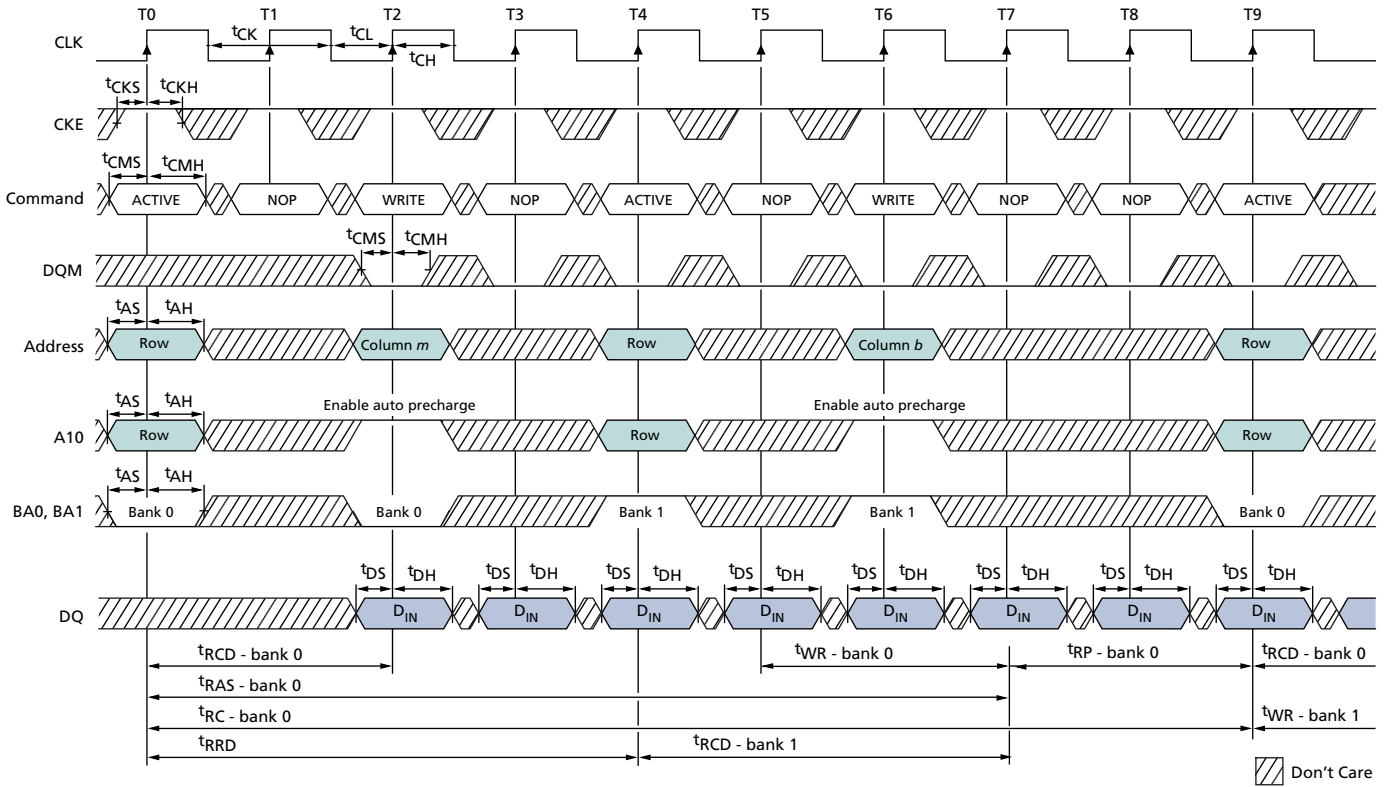 T0 T1 T2 T3 T4 T5 T6 T7 T8 T9
CLK tCK tCL tCH
tCKS tCKH
CKE
tCMS tCMH
Command ACTIVE NOP WRITE NOP ACTIVE NOP WRITE NOP NOP ACTIVE
tCMS tCMH
DQM
tAS tAH
Address Row Column m Row Column b Row
tAS tAH Enable auto precharge Enable auto precharge
A10 Row Row Row
tAS tAH
BA0, BA1 Bank 0 Bank 0 Bank 1 Bank 1 Bank 0
tDS tDH tDS tDH tDS tDH tDS tDH tDS tDH tDS tDH tDS tDH tDS tDH
DQ DIN DIN DIN DIN DIN DIN DIN DIN
tRCD - bank 0 tWR - bank 0 tRP - bank 0 tRCD - bank 0
tRAS - bank 0
tRC - bank 0 tWR - bank 1
tRRD tRCD - bank 1
Don't Care